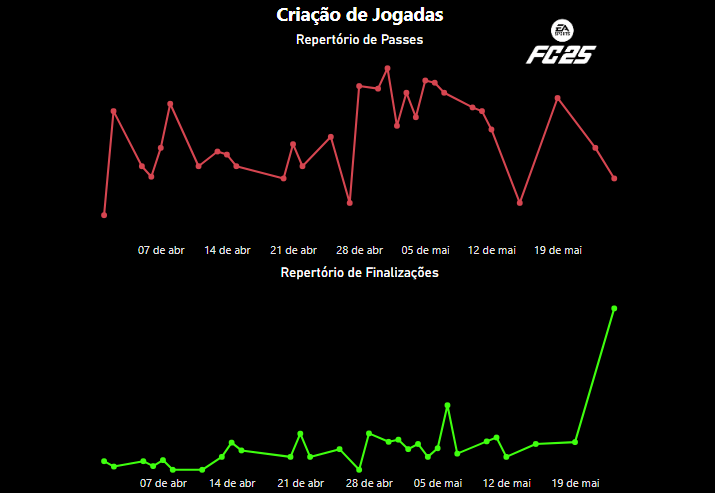 Criação de Jogadas
Repertório de Passes
EA
SPORTS
FC25
07 de abr 14 de abr 21 de abr 28 de abr 05 de mai 12 de mai 19 de mai
Repertório de Finalizações
07 de abr 14 de abr 21 de abr 28 de abr 05 de mai 12 de mai 19 de mai